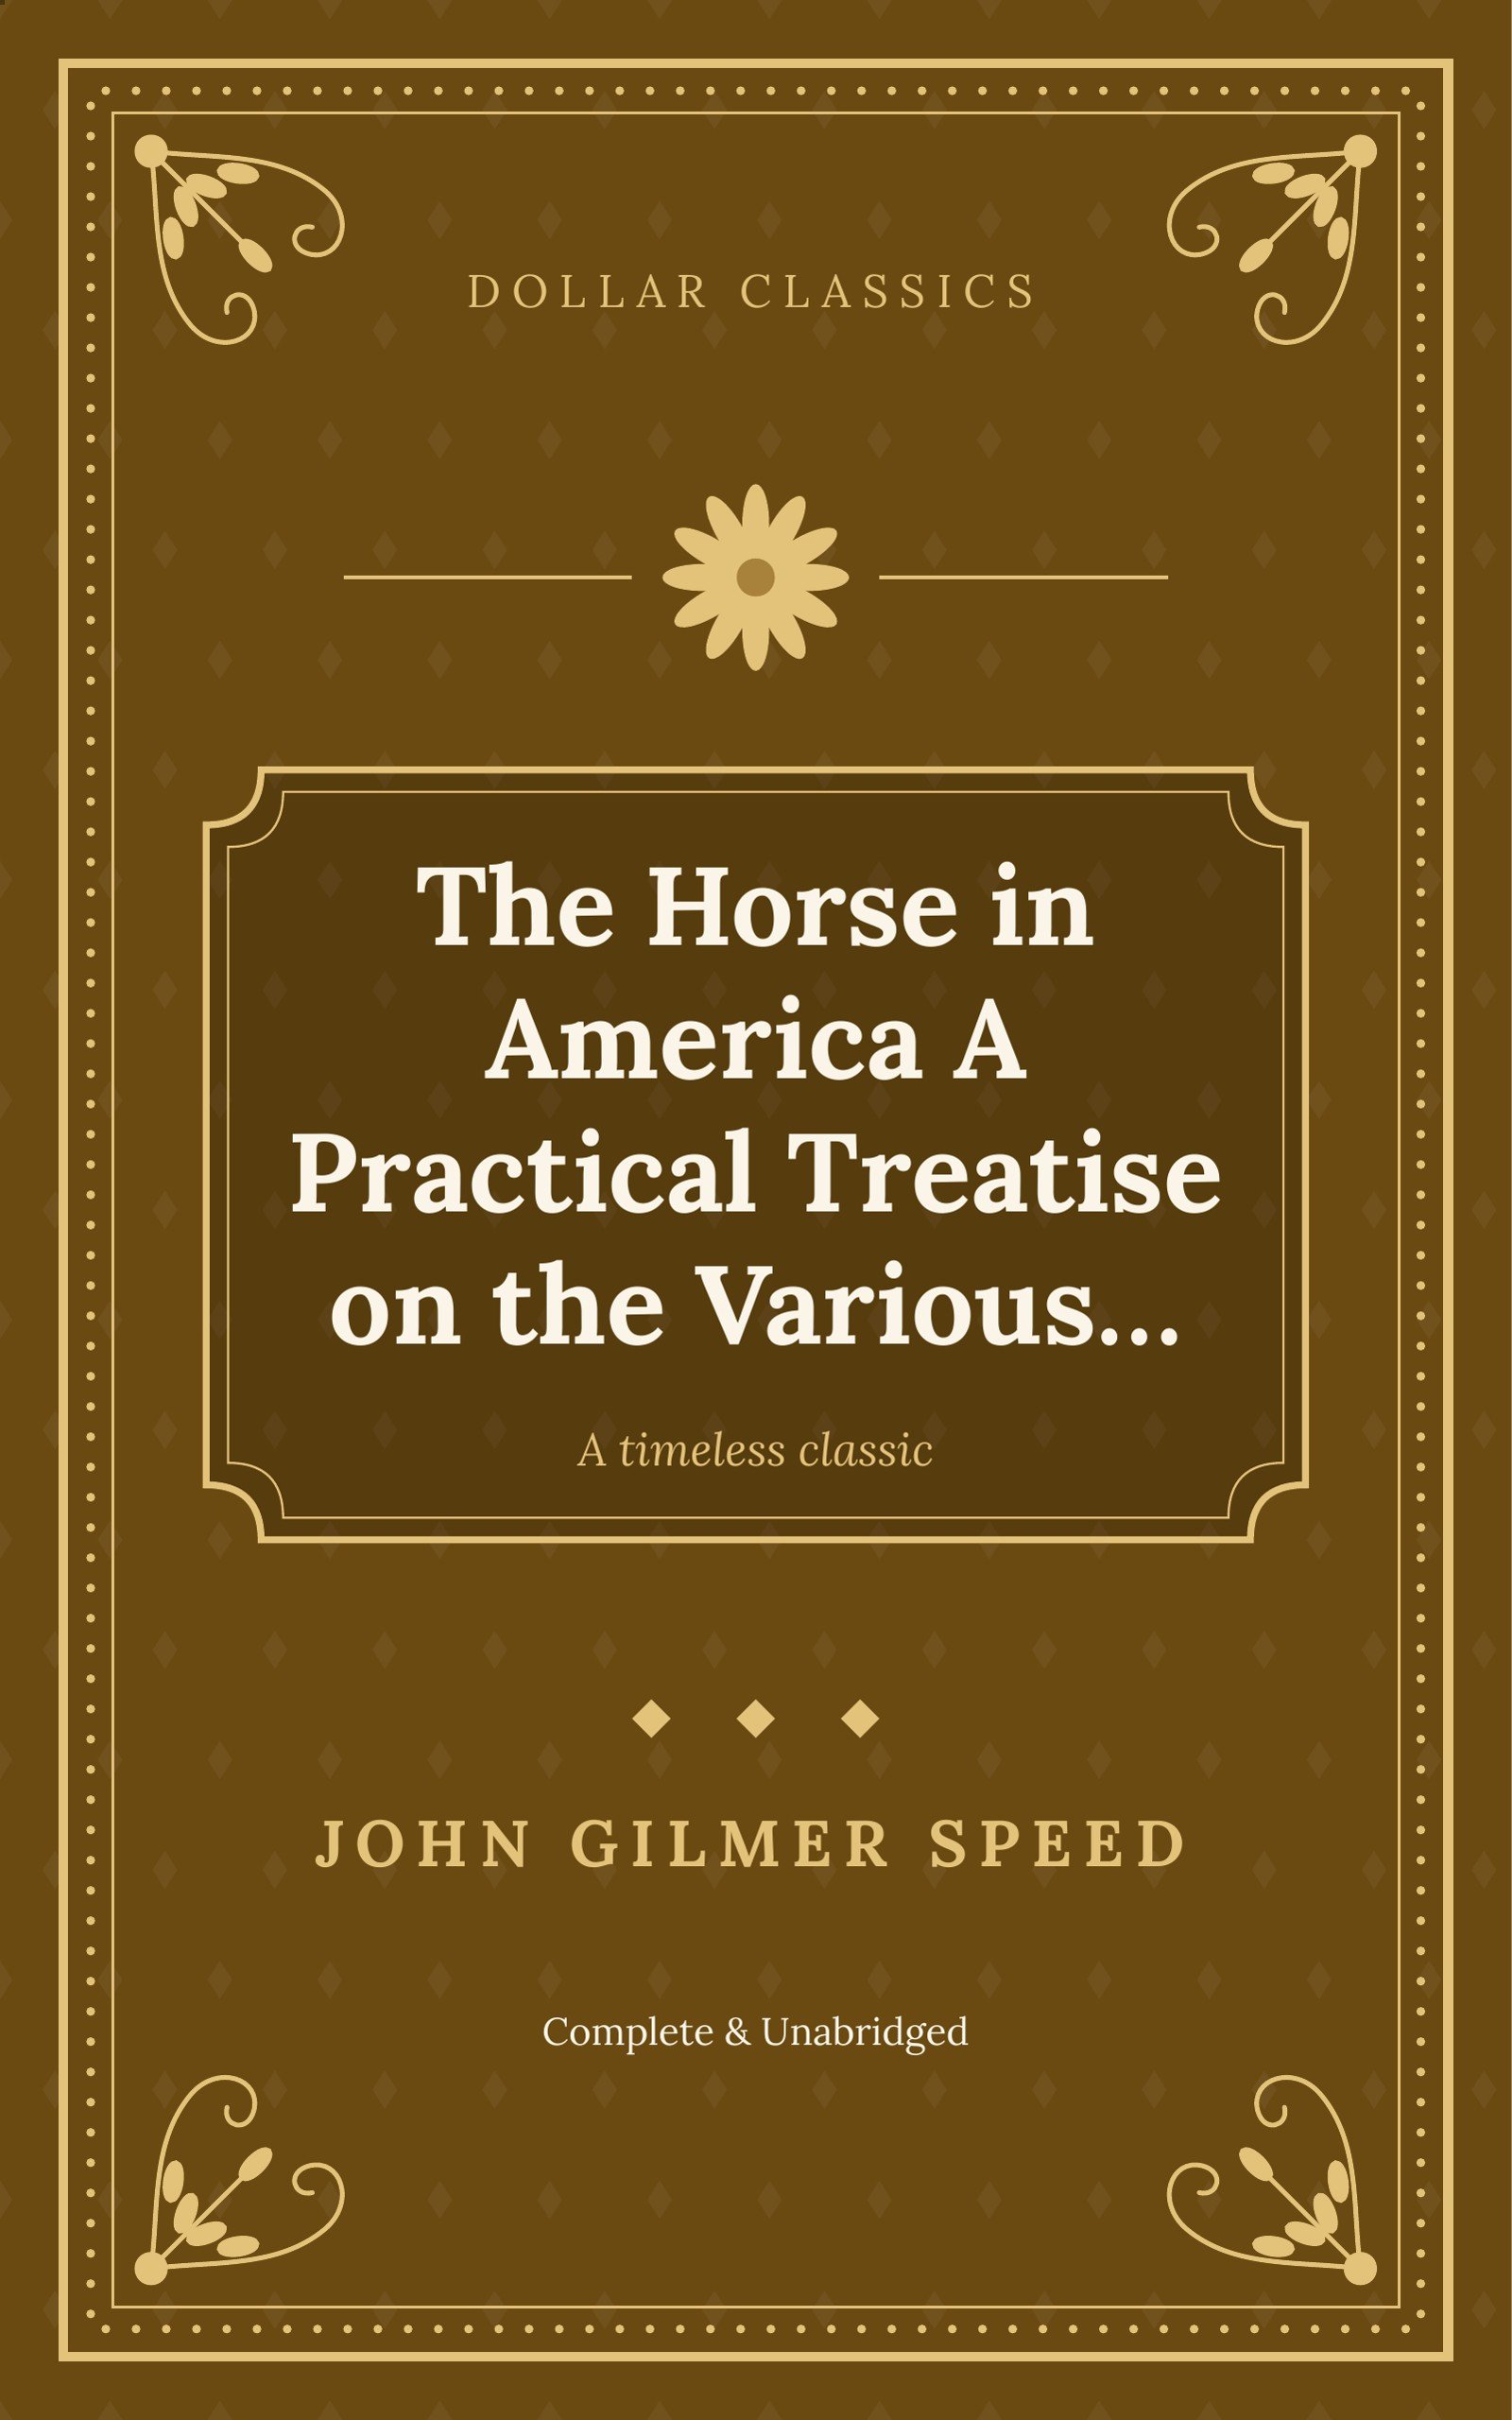 DOLLAR CLASSICS
The Horse in
America A
Practical Treatise
on the Various...
A timeless classic
JOHN GILMER SPEED
Complete & Unabridged